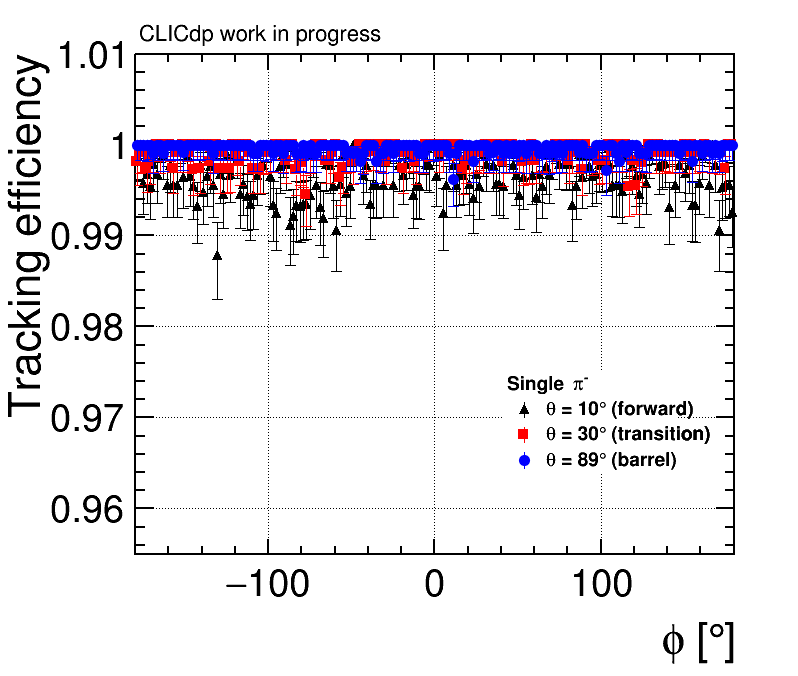 CLICdp work in progress
Tracking efficiency
1.01
1
0.99
0.98
0.97
0.96
Single π-
θ = 10° (forward)
θ = 30° (transition)
θ = 89° (barrel)
−100 0 100
ϕ [°]